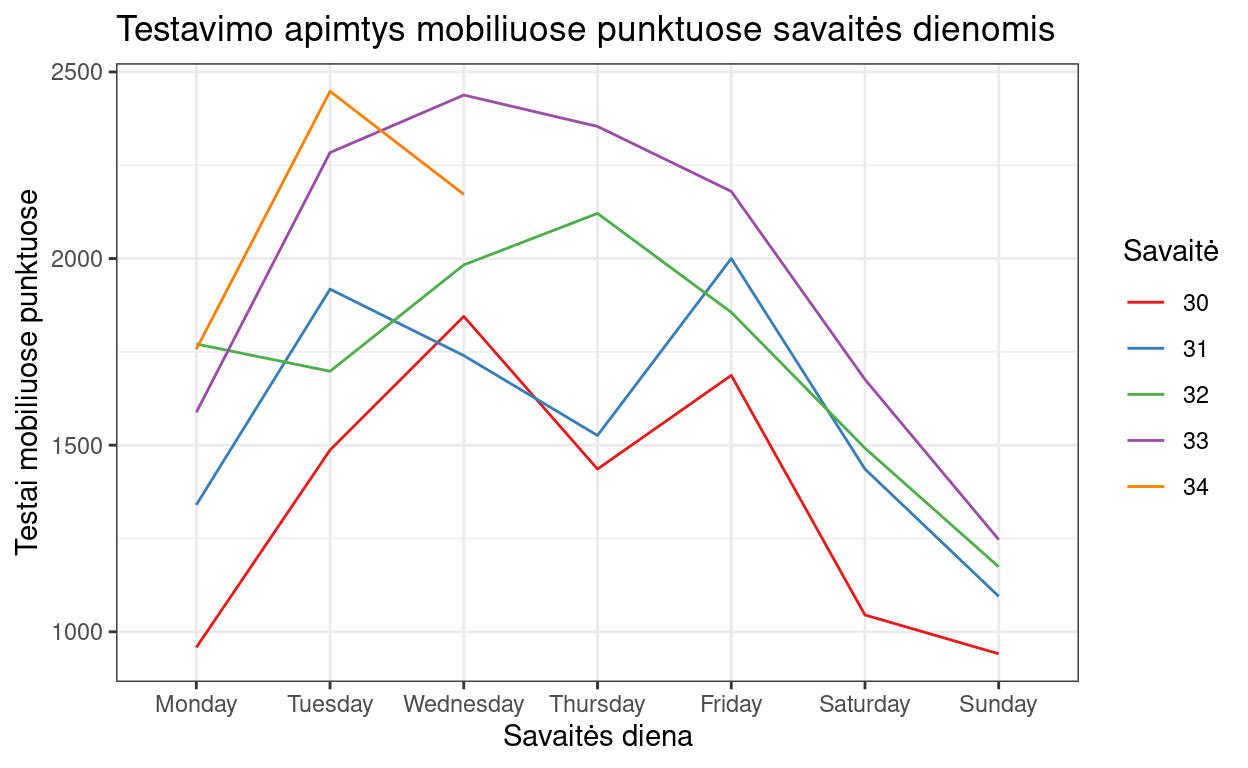 Testavimo apimtys mobiliuose punktuose savaitės dienomis
Testai mobiliuose punktuose
2500
2000
1500
1000
Monday Tuesday Wednesday Thursday Friday Saturday Sunday
Savaitės diena
Savaitė
30
31
32
33
34